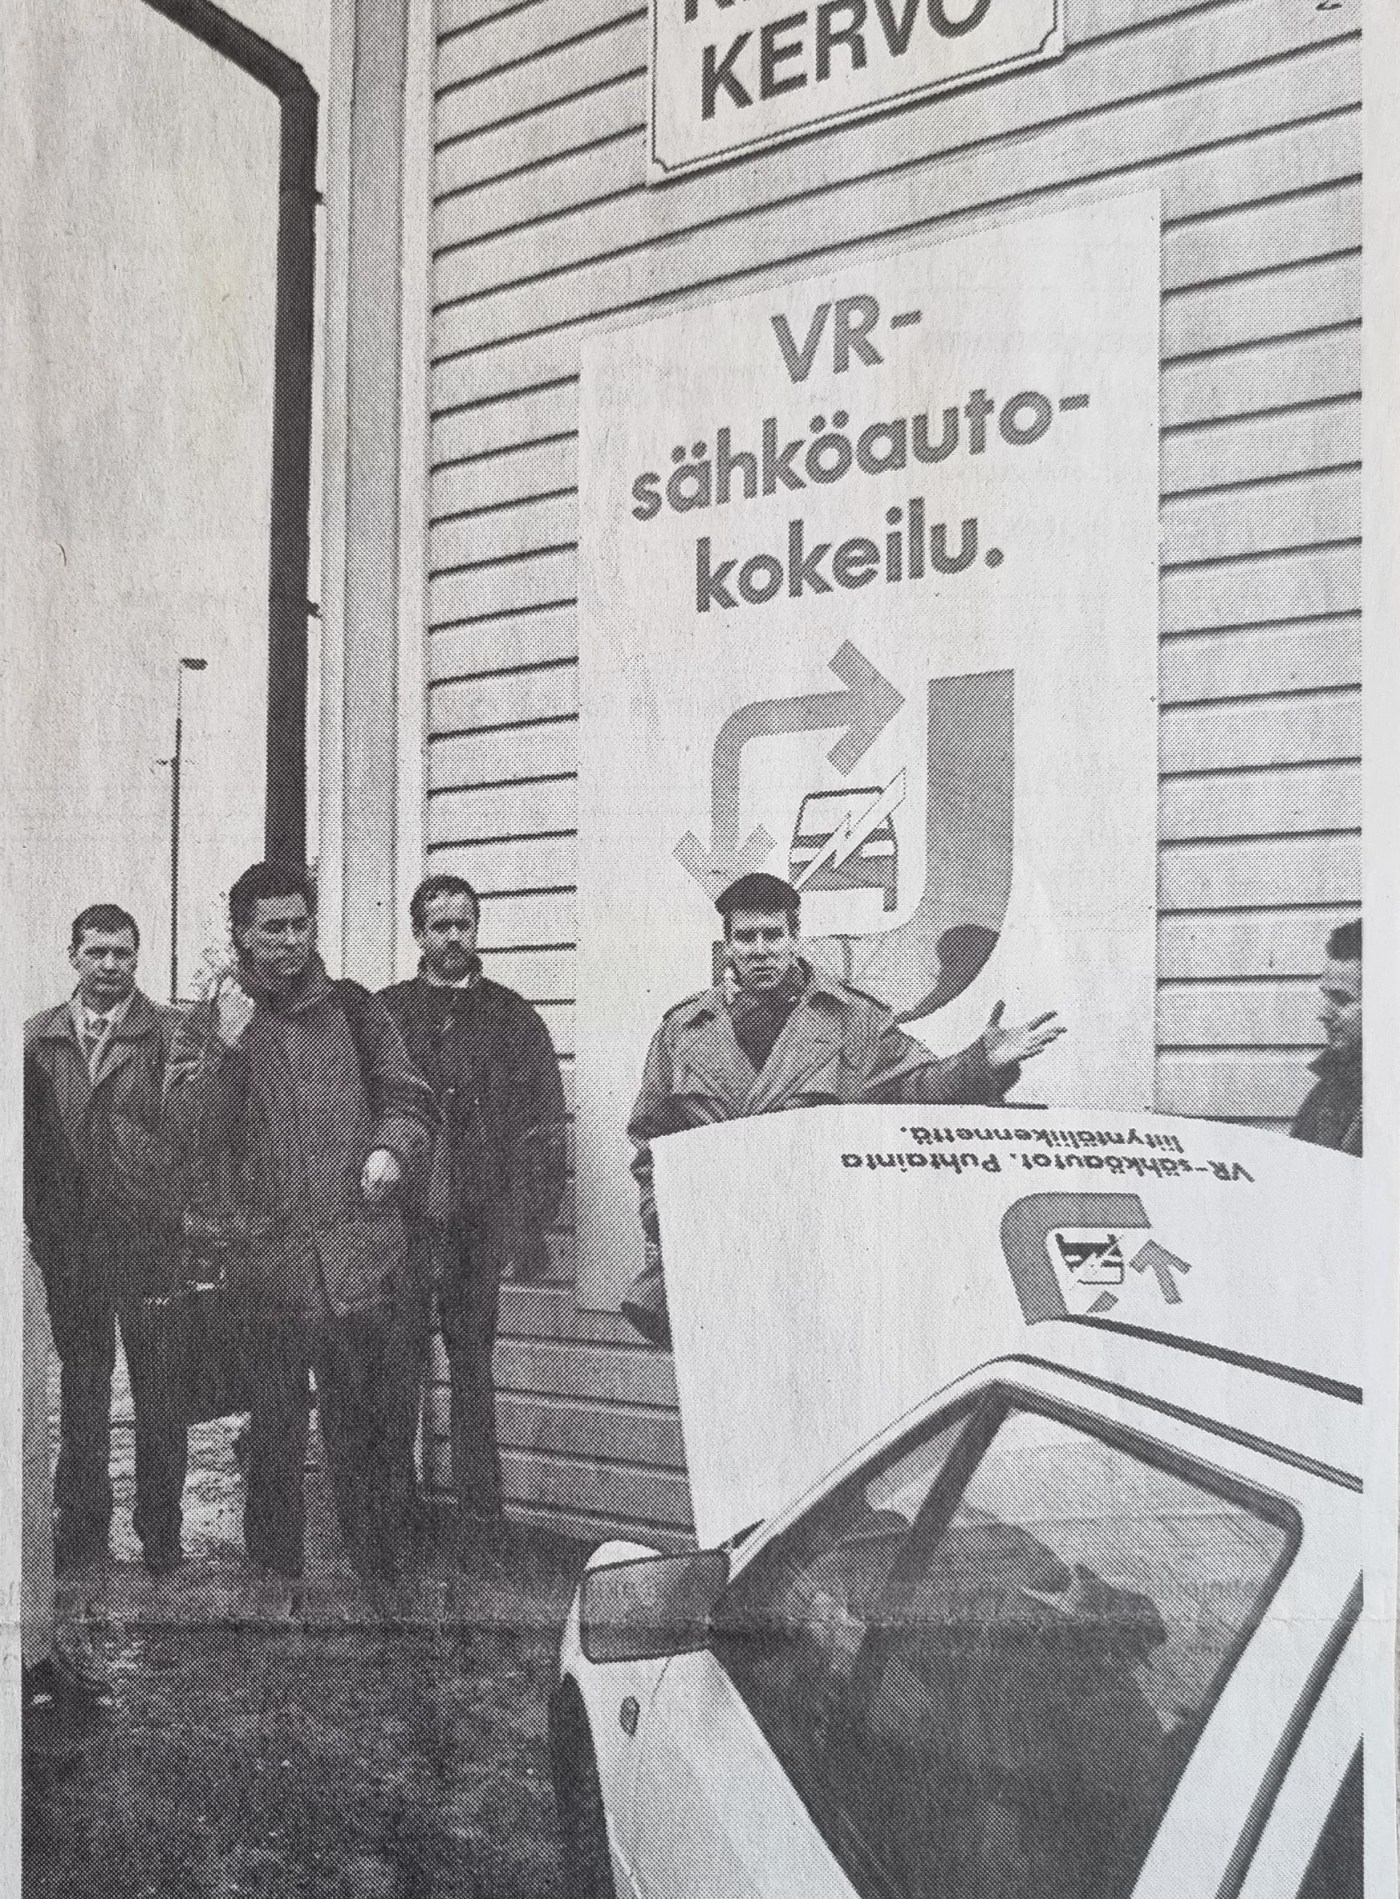 KERVO
VR-
sähköauto-
kokeilu.
VR-sähköautot. Puhtainta
liityntäliikennettä.